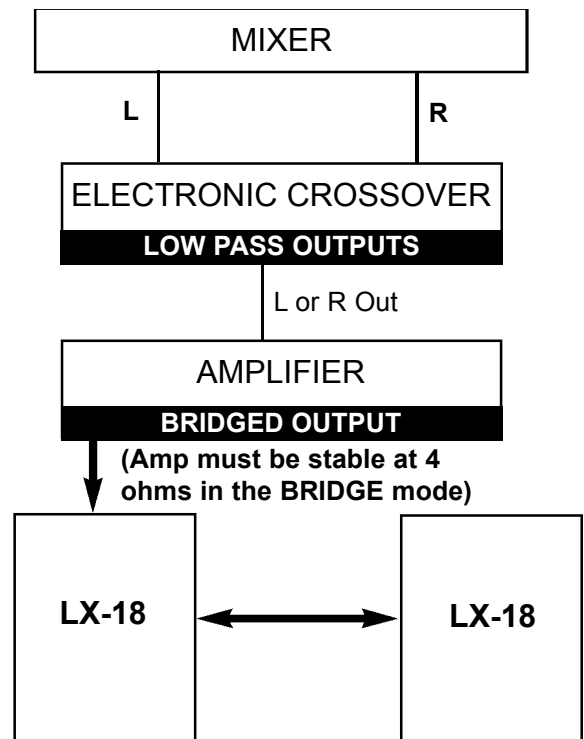 MIXER
L
R
ELECTRONIC CROSSOVER
LOW PASS OUTPUTS
L or R Out
AMPLIFIER
BRIDGED OUTPUT
(Amp must be stable at 4
ohms in the BRIDGE mode)
LX-18
LX-18